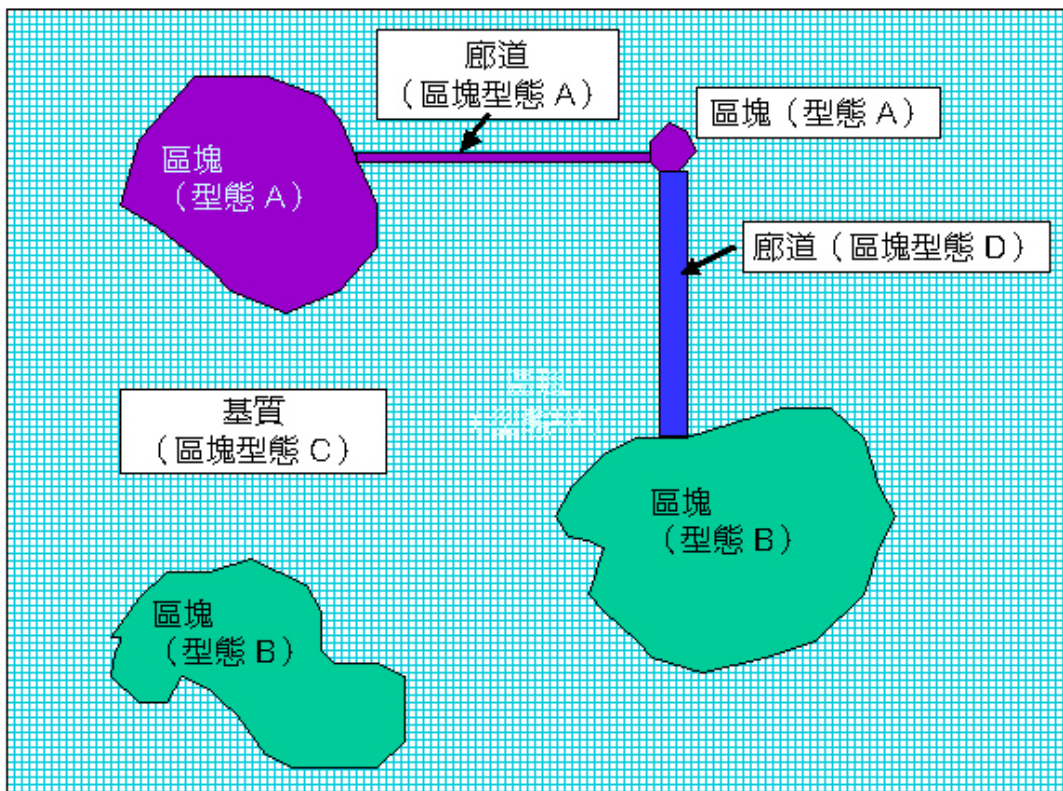 廊道
（區塊型態 A）
區塊（型態 A）
區塊
（型態 A）
廊道（區塊型態 D）
基質
（區塊型態 C）
區塊
（型態 B）
區塊
（型態 B）